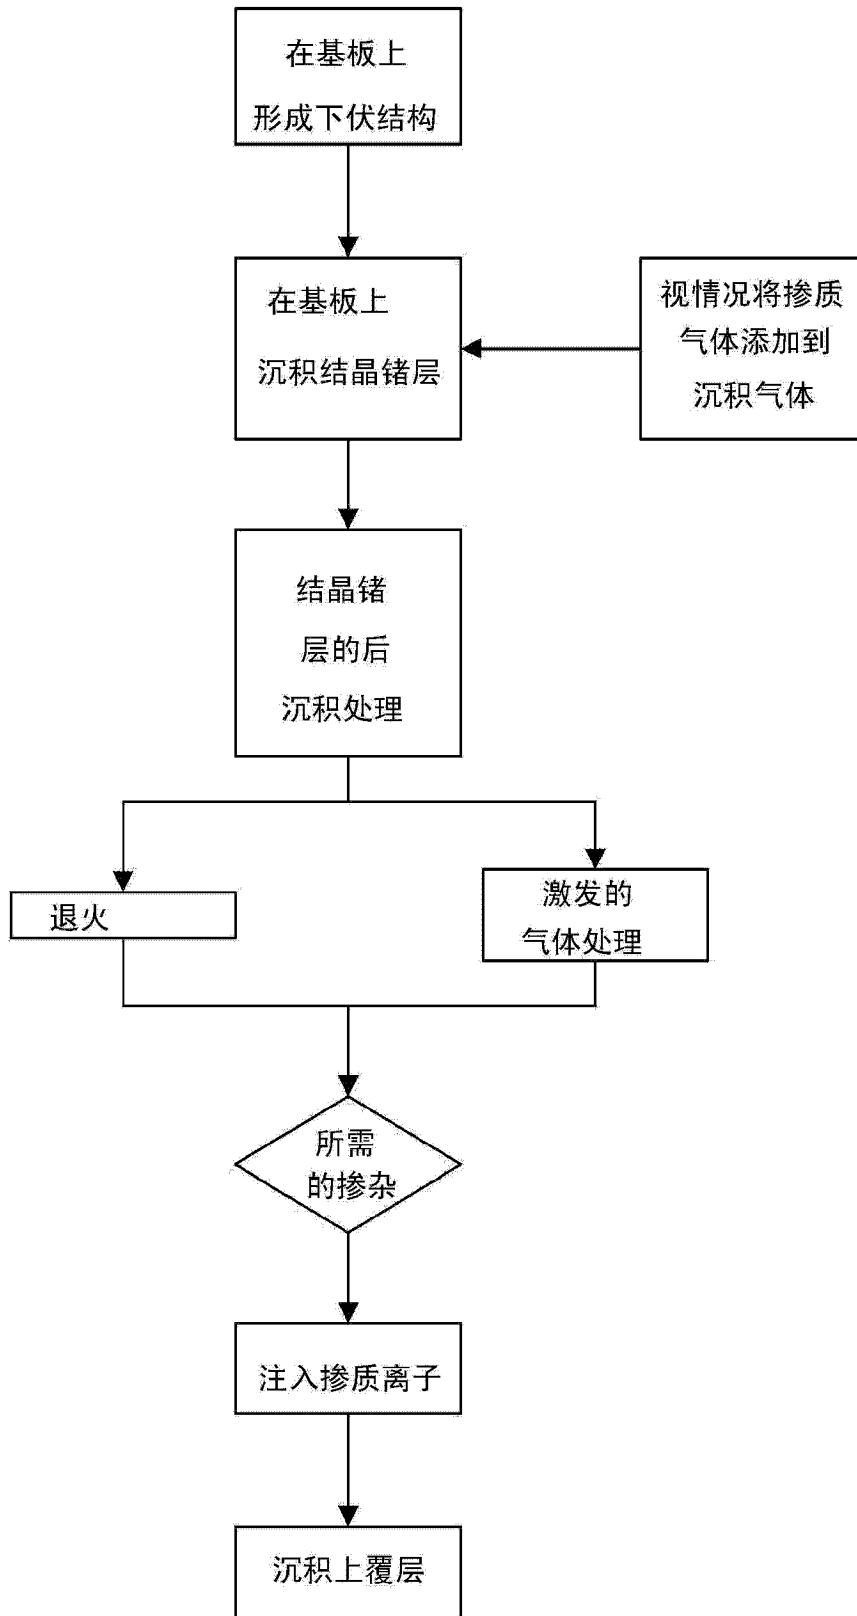 在基板上
形成下伏结构
在基板上
沉积结晶锗层
视情况将掺质
气体添加到
沉积气体
结晶锗
层的后
沉积处理
退火
激发的
气体处理
所需
的掺杂
注入掺质离子
沉积上覆层